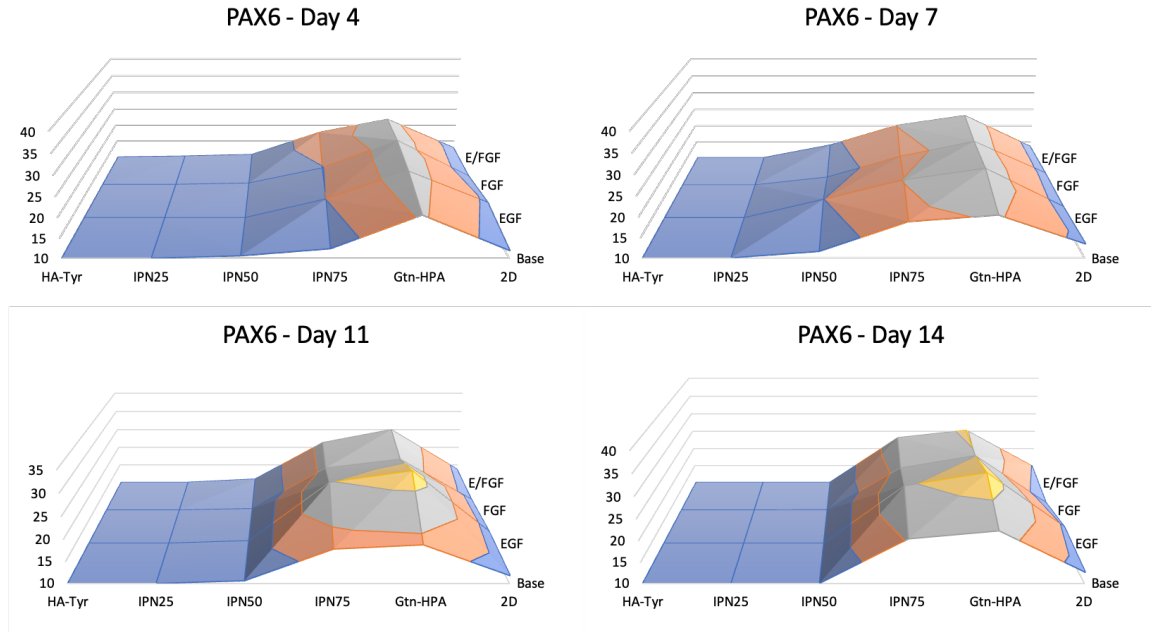 PAX6 - Day 4
40
35
30
25
20
15
10
E/FGF
FGF
EGF
Base
HA-Tyr IPN25 IPN50 IPN75 Gtn-HPA 2D
PAX6 - Day 7
40
35
30
25
20
15
10
E/FGF
FGF
EGF
Base
HA-Tyr IPN25 IPN50 IPN75 Gtn-HPA 2D
PAX6 - Day 11
35
30
25
20
15
10
E/FGF
FGF
EGF
Base
HA-Tyr IPN25 IPN50 IPN75 Gtn-HPA 2D
PAX6 - Day 14
40
35
30
25
20
15
10
E/FGF
FGF
EGF
Base
HA-Tyr IPN25 IPN50 IPN75 Gtn-HPA 2D